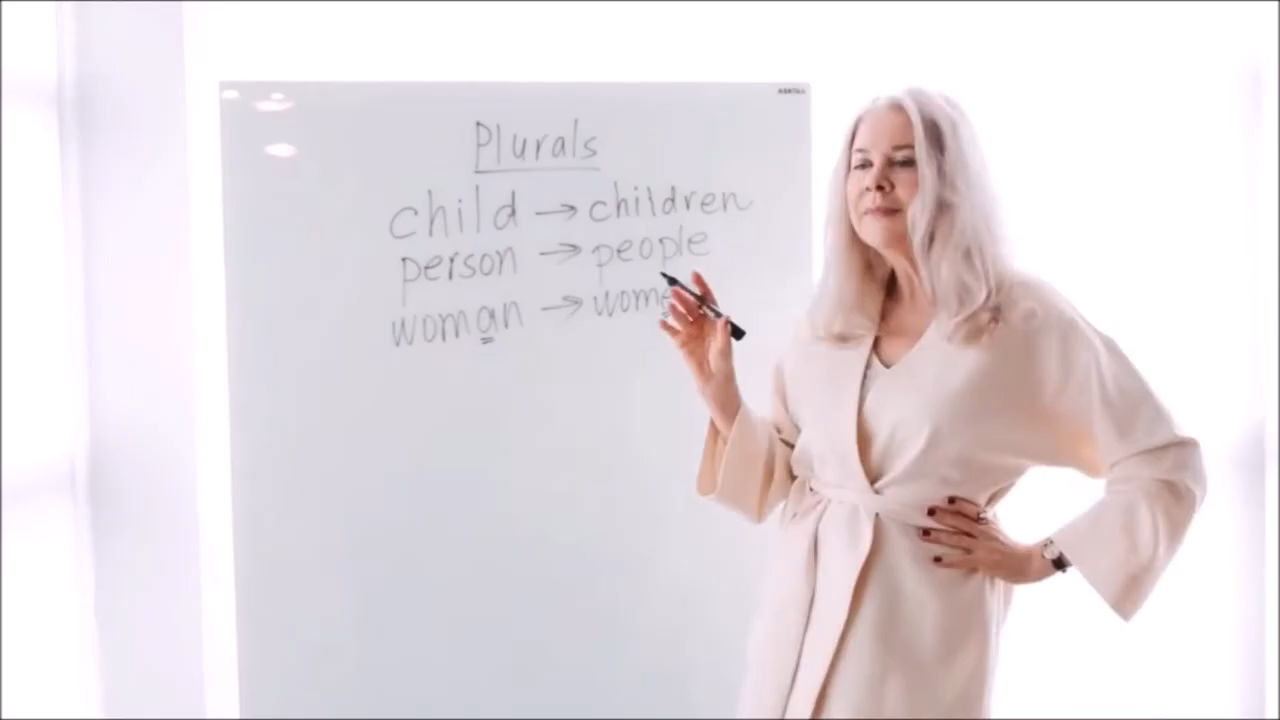 Plurals
child → children
person → people
woman →